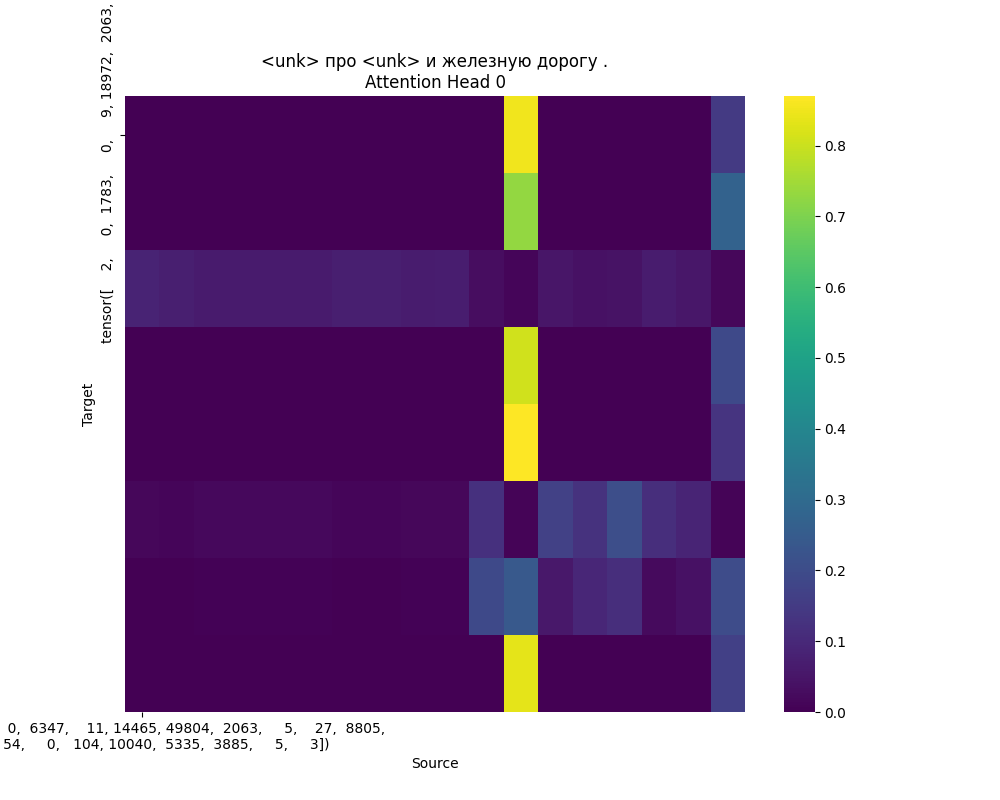 <unk> про <unk> и железную дорогу .
Attention Head 0
tensor([    2,     0,  1783,     0,     9, 18972,  2063,
Target
0.8
0.7
0.6
0.5
0.4
0.3
0.2
0.1
0.0
0,  6347,    11, 14465, 49804,  2063,     5,    27,  8805,
54,     0,   104, 10040,  5335,  3885,     5,     3])
Source